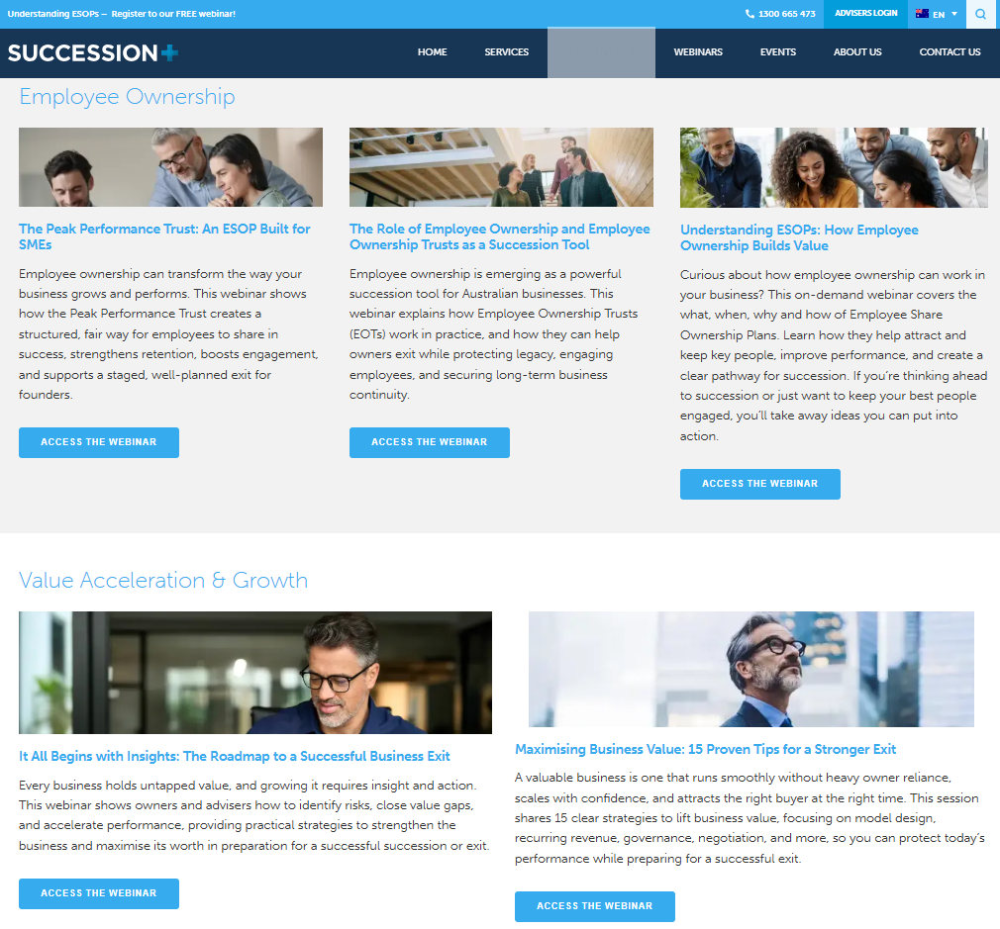 Understanding ESOPs – Register to our FREE webinar!
1300 665 473
ADVISERS LOGIN
EN
SUCCESSION+
HOME
SERVICES
WEBINARS
EVENTS
ABOUT US
CONTACT US
Employee Ownership
The Peak Performance Trust: An ESOP Built for
SMEs
Employee ownership can transform the way your
business grows and performs. This webinar shows
how the Peak Performance Trust creates a
structured, fair way for employees to share in
success, strengthens retention, boosts engagement,
and supports a staged, well-planned exit for
founders.
ACCESS THE WEBINAR
The Role of Employee Ownership and Employee
Ownership Trusts as a Succession Tool
Employee ownership is emerging as a powerful
succession tool for Australian businesses. This
webinar explains how Employee Ownership Trusts
(EOTs) work in practice, and how they can help
owners exit while protecting legacy, engaging
employees, and securing long-term business
continuity.
ACCESS THE WEBINAR
Understanding ESOPs: How Employee
Ownership Builds Value
Curious about how employee ownership can work in
your business? This on-demand webinar covers the
what, when, why and how of Employee Share
Ownership Plans. Learn how they help attract and
keep key people, improve performance, and create a
clear pathway for succession. If you’re thinking ahead
to succession or just want to keep your best people
engaged, you’ll take away ideas you can put into
action.
ACCESS THE WEBINAR
Value Acceleration & Growth
It All Begins with Insights: The Roadmap to a Successful Business Exit
Every business holds untapped value, and growing it requires insight and action.
This webinar shows owners and advisers how to identify risks, close value gaps,
and accelerate performance, providing practical strategies to strengthen the
business and maximise its worth in preparation for a successful succession or exit.
ACCESS THE WEBINAR
Maximising Business Value: 15 Proven Tips for a Stronger Exit
A valuable business is one that runs smoothly without heavy owner reliance,
scales with confidence, and attracts the right buyer at the right time. This session
shares 15 clear strategies to lift business value, focusing on model design,
recurring revenue, governance, negotiation, and more, so you can protect today’s
performance while preparing for a successful exit.
ACCESS THE WEBINAR